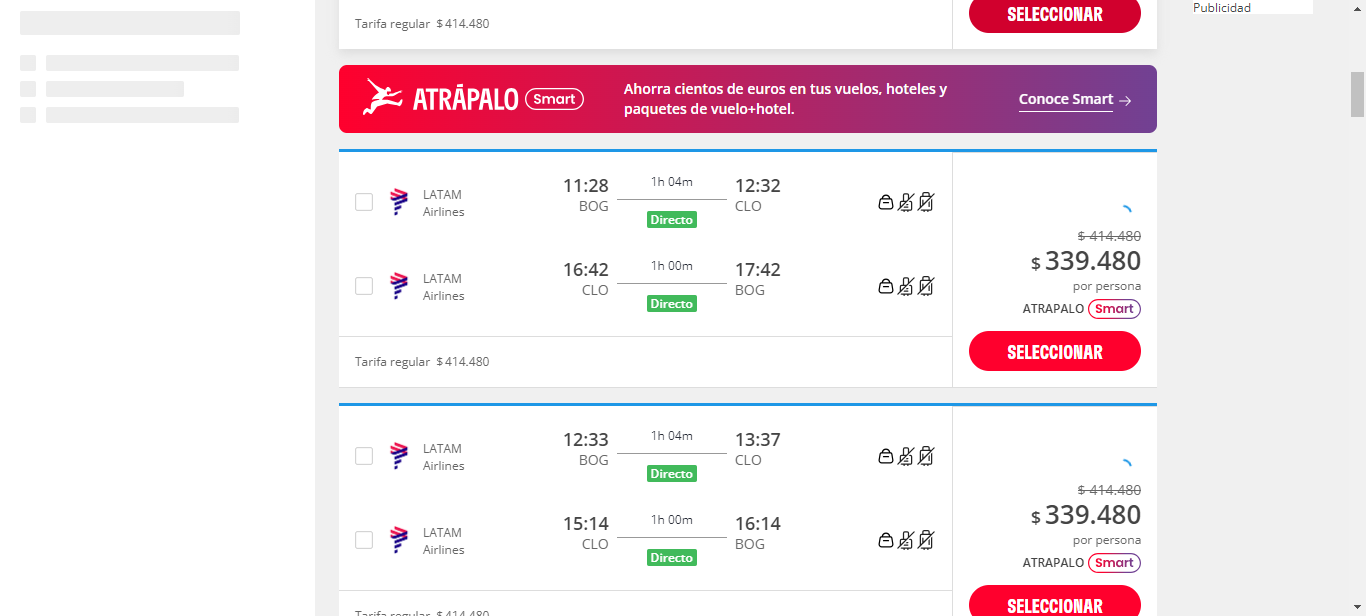 Publicidad
Tarifa regular $ 414.480
SELECCIONAR
ATRÁPALO Smart
Ahorra cientos de euros en tus vuelos, hoteles y
paquetes de vuelo+hotel.
Conoce Smart →
LATAM
Airlines
11:28
BOG
1h 04m
Directo
12:32
CLO
LATAM
Airlines
16:42
CLO
1h 00m
Directo
17:42
BOG
$ 414.480
$ 339.480
por persona
ATRAPALO Smart
SELECCIONAR
Tarifa regular $ 414.480
LATAM
Airlines
12:33
BOG
1h 04m
Directo
13:37
CLO
LATAM
Airlines
15:14
CLO
1h 00m
Directo
16:14
BOG
$ 414.480
$ 339.480
por persona
ATRAPALO Smart
SELECCIONAR
Tarifa regular $ 414.480